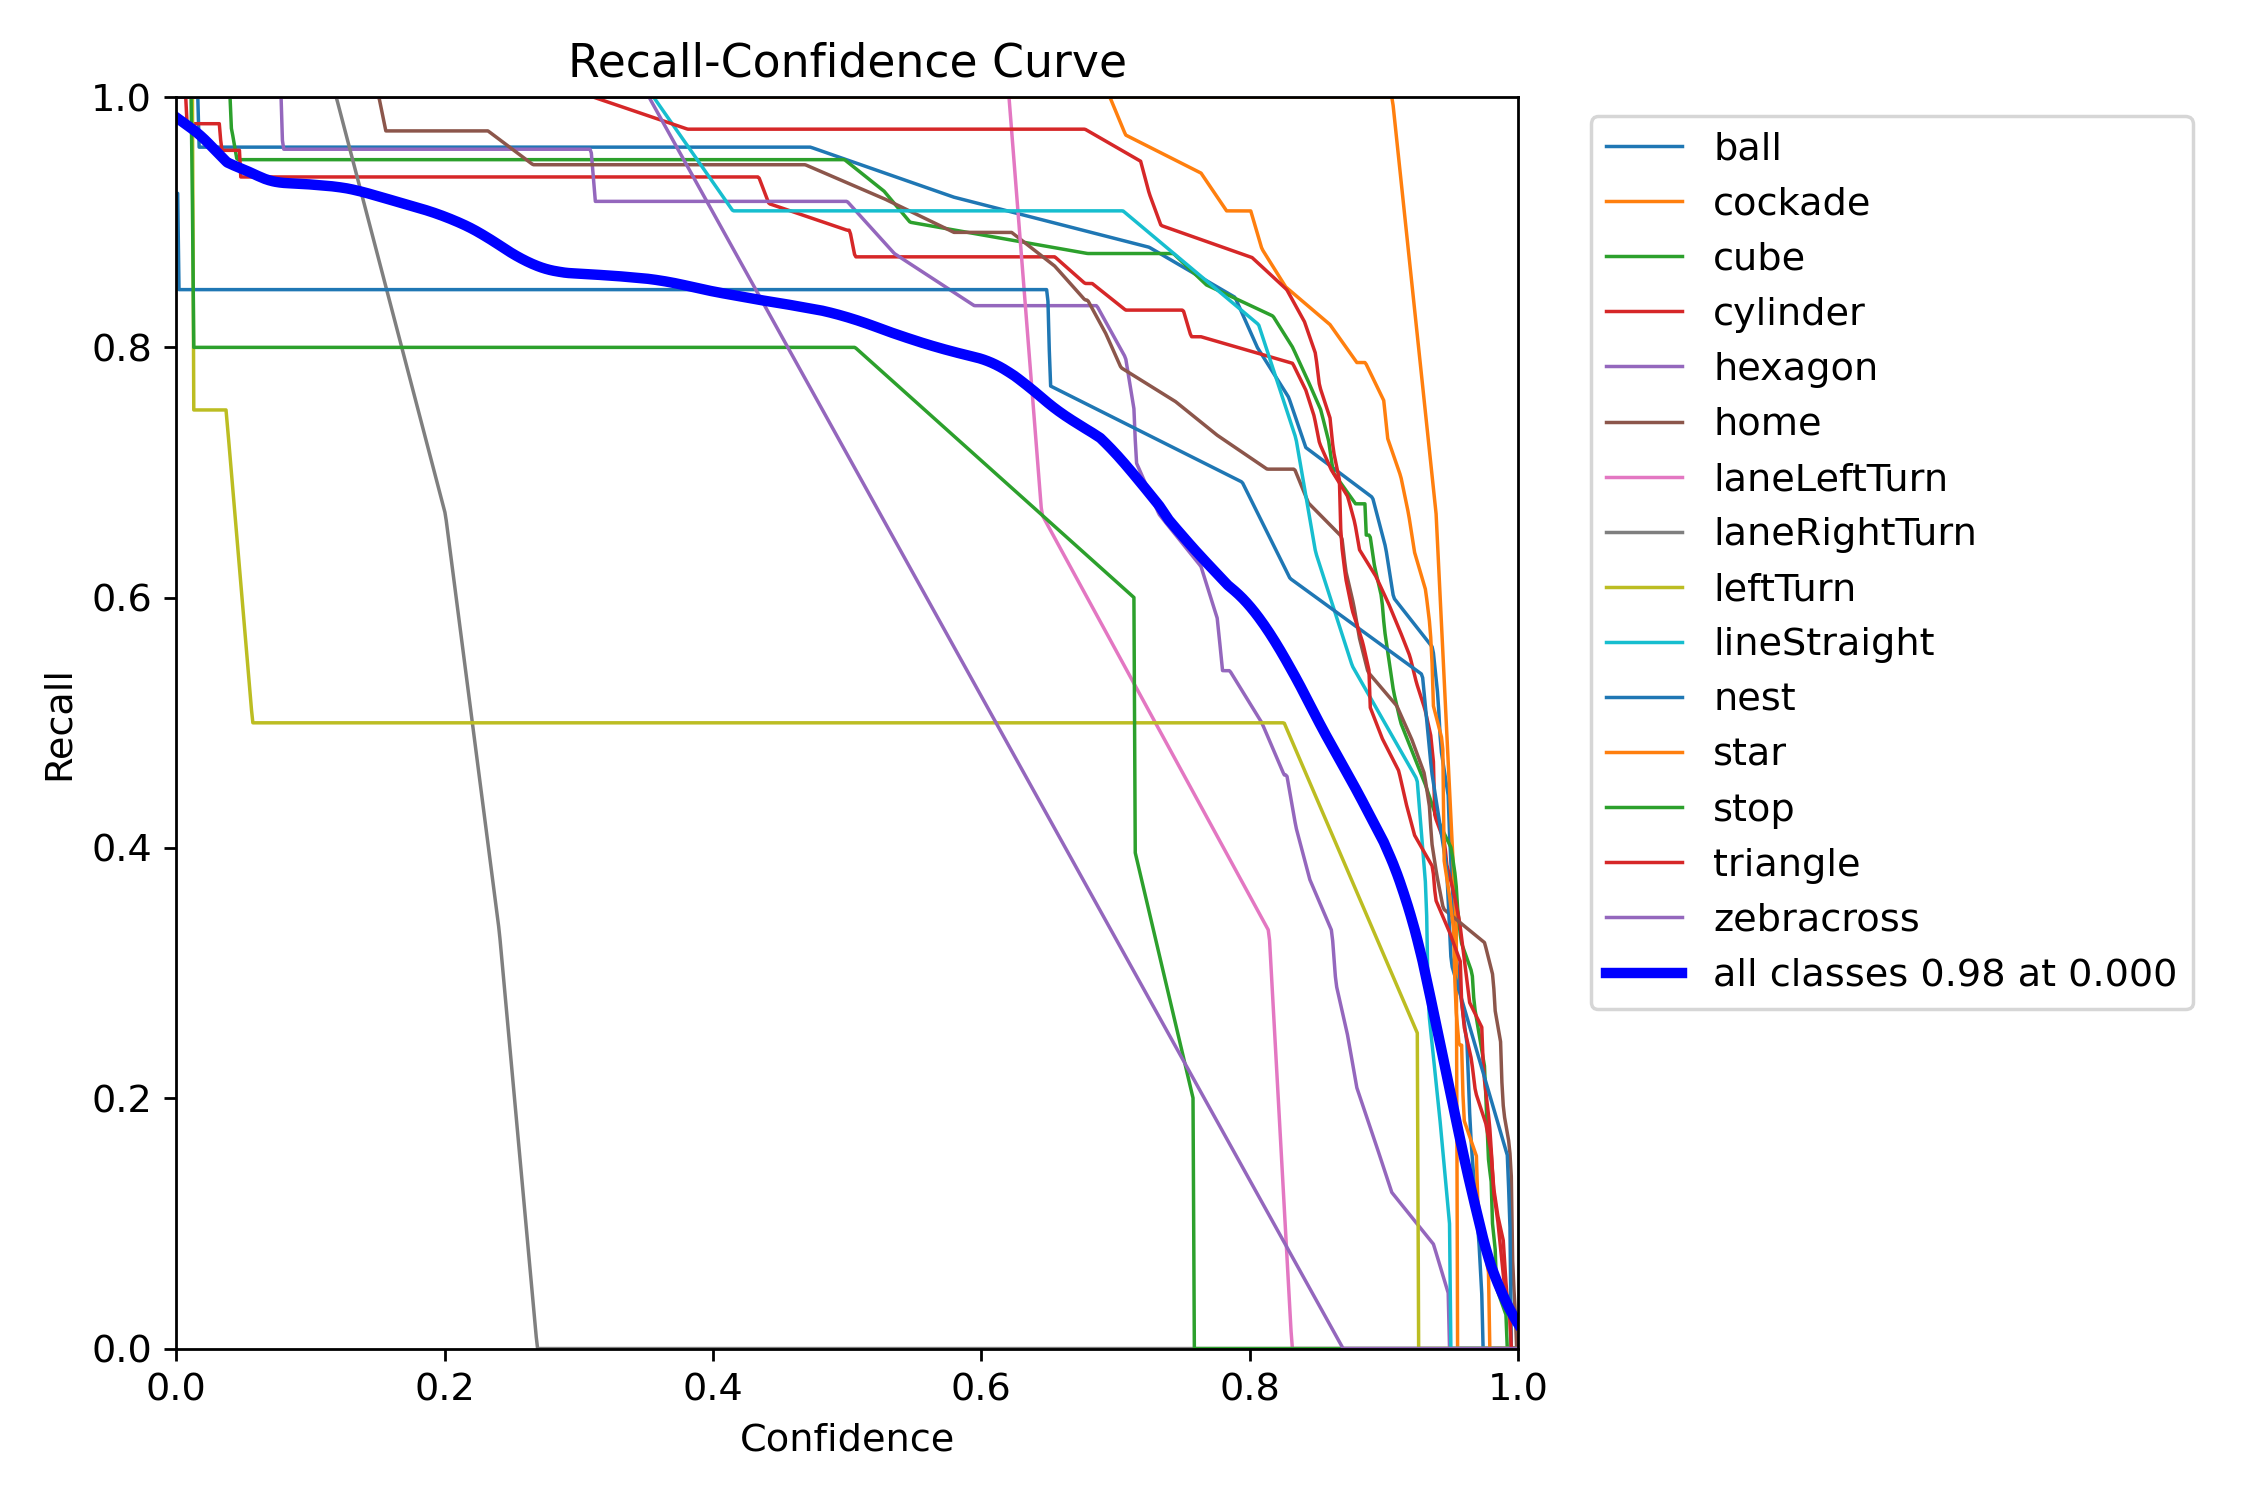 Recall-Confidence Curve
1.0
0.8
0.6
0.4
0.2
0.0
Recall
0.0 0.2 0.4 0.6 0.8 1.0
Confidence
ball
cockade
cube
cylinder
hexagon
home
laneLeftTurn
laneRightTurn
leftTurn
lineStraight
nest
star
stop
triangle
zebracross
all classes 0.98 at 0.000